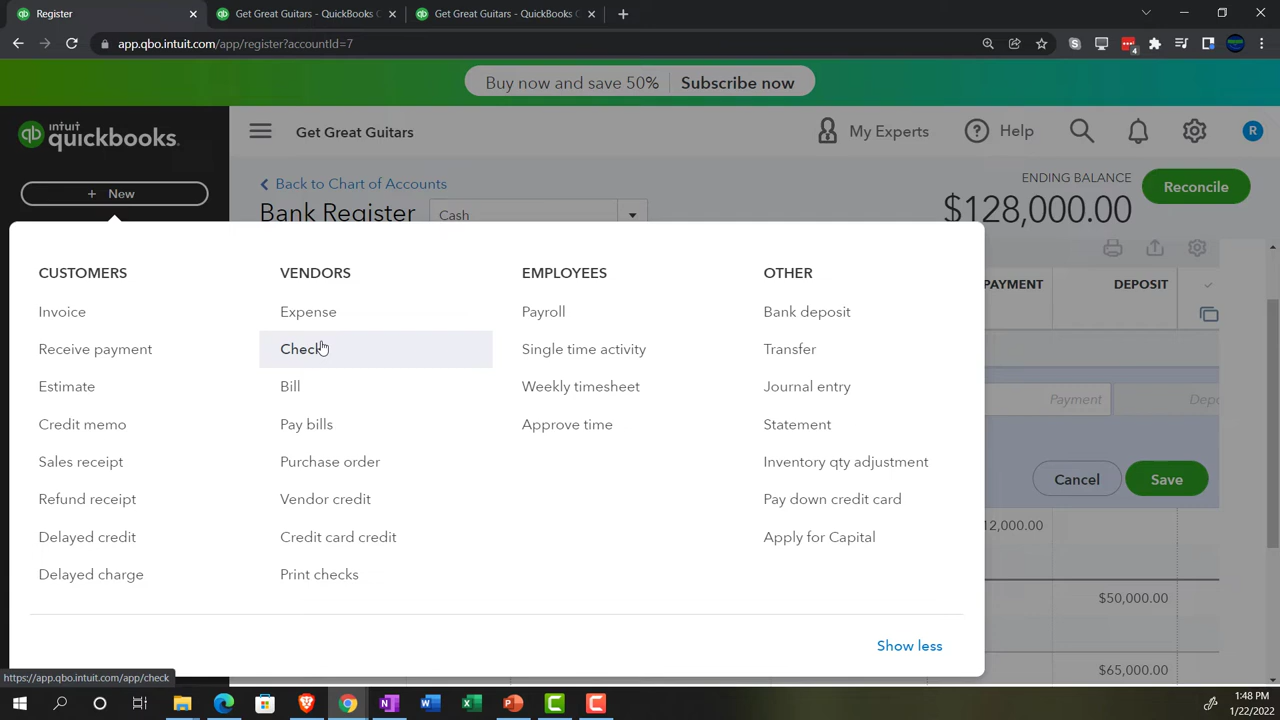 Register
Get Great Guitars - QuickBooks C
Get Great Guitars - QuickBooks C
app.qbo.intuit.com/app/register?accountId=7
4
Buy now and save 50% Subscribe now
qb intuit quickbooks.
Get Great Guitars
My Experts
Help
R
+ New
Back to Chart of Accounts
ENDING BALANCE
$128,000.00
Reconcile
Bank Register
Cash
CUSTOMERS VENDORS EMPLOYEES OTHER
PAYMENT DEPOSIT
Invoice Expense Payroll Bank deposit
Receive payment Check Single time activity Transfer
Estimate Bill Weekly timesheet Journal entry
Payment Depo
Credit memo Pay bills Approve time Statement
Sales receipt Purchase order Inventory qty adjustment
Cancel Save
Refund receipt Vendor credit Pay down credit card
12,000.00
Delayed credit Credit card credit Apply for Capital
Delayed charge Print checks
$50,000.00
Show less
$65,000.00
https://app.qbo.intuit.com/app/check
1:48 PM
1/22/2022